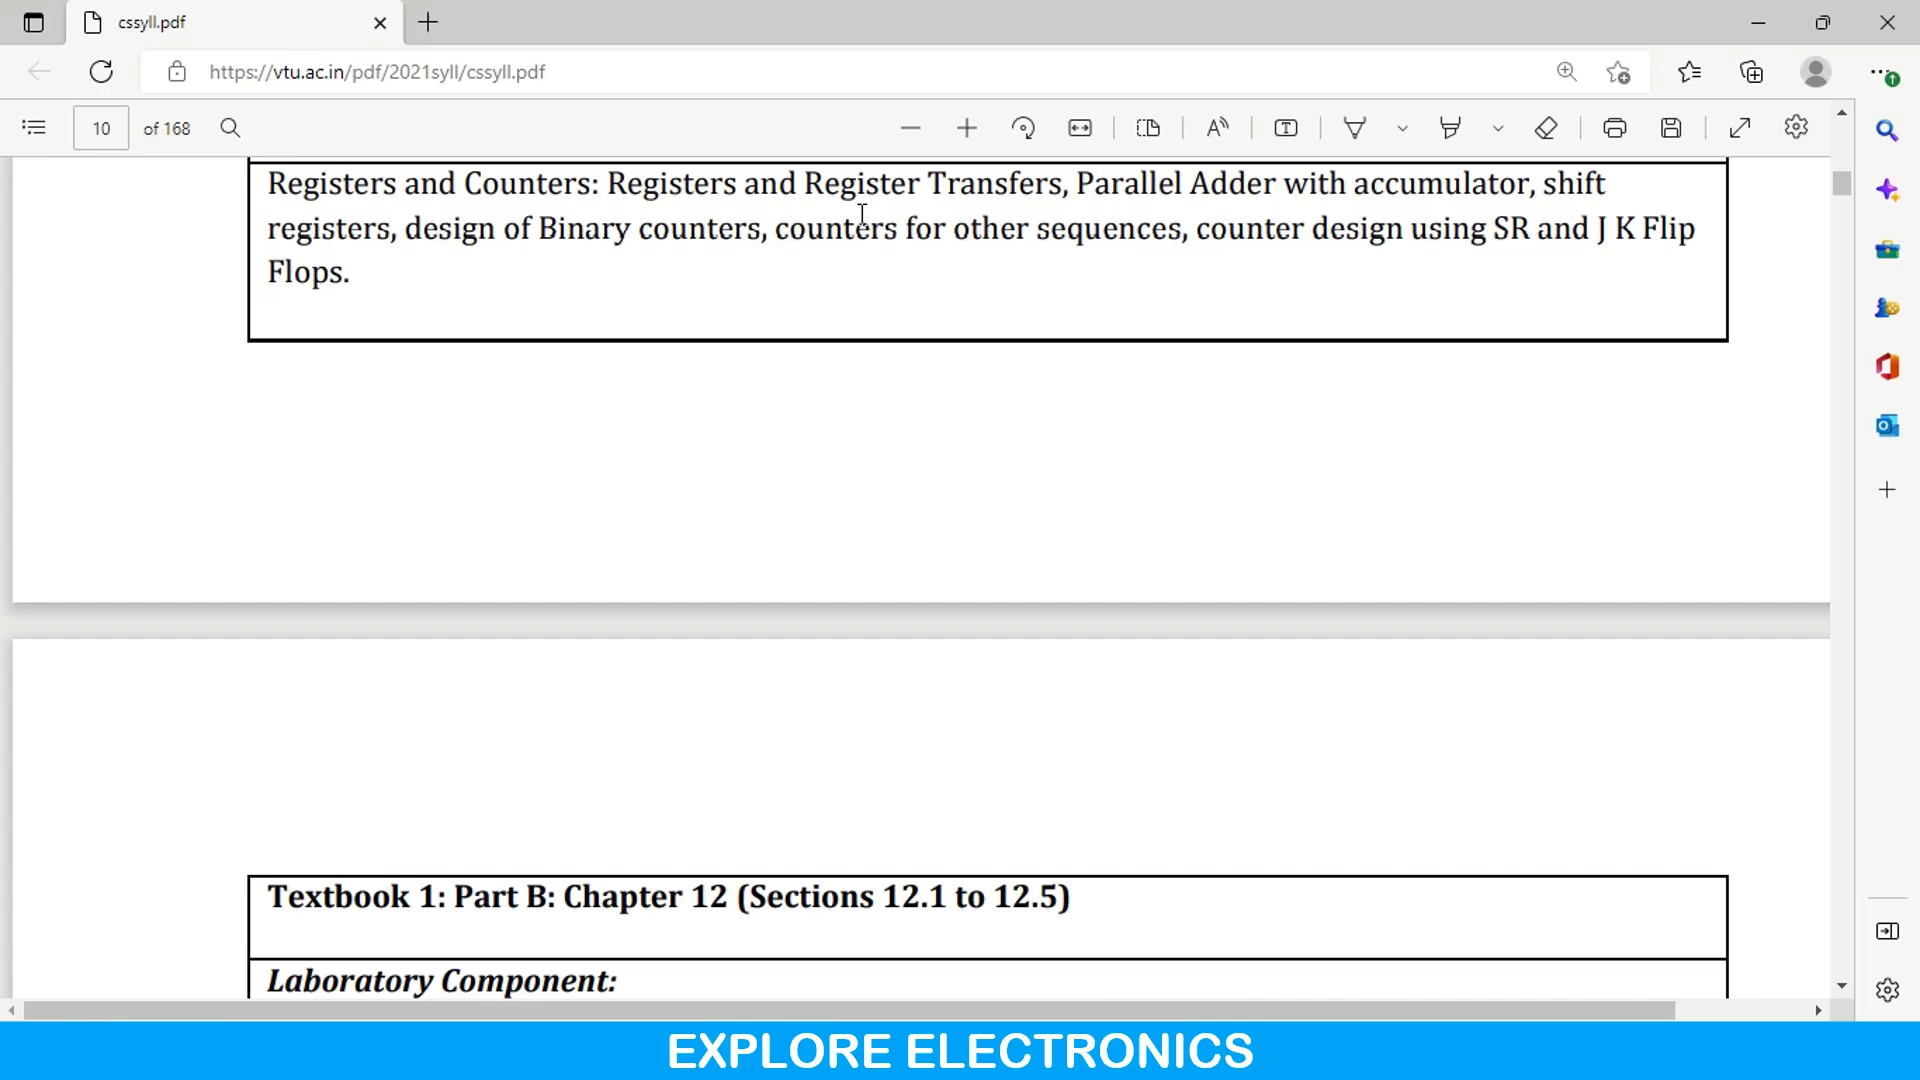 cssyll.pdf
https://vtu.ac.in/pdf/2021syll/cssyll.pdf
10 of 168
Registers and Counters: Registers and Register Transfers, Parallel Adder with accumulator, shift
registers, design of Binary counters, counters for other sequences, counter design using SR and J K Flip
Flops.
Textbook 1: Part B: Chapter 12 (Sections 12.1 to 12.5)
Laboratory Component:
EXPLORE ELECTRONICS